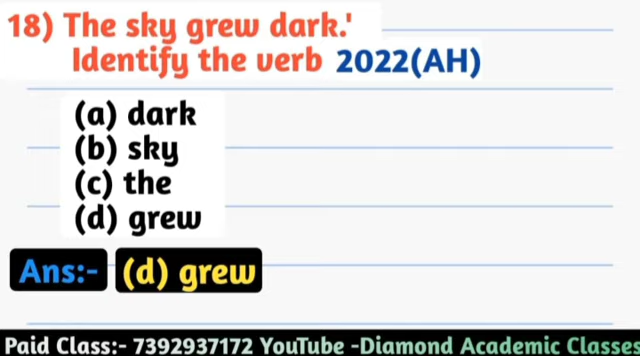 18) The sky grew dark.'
Identify the verb 2022(AH)
(a) dark
(b) sky
(c) the
(d) grew
Ans:- (d) grew
Paid Class:- 7392937172 YouTube -Diamond Academic Classes